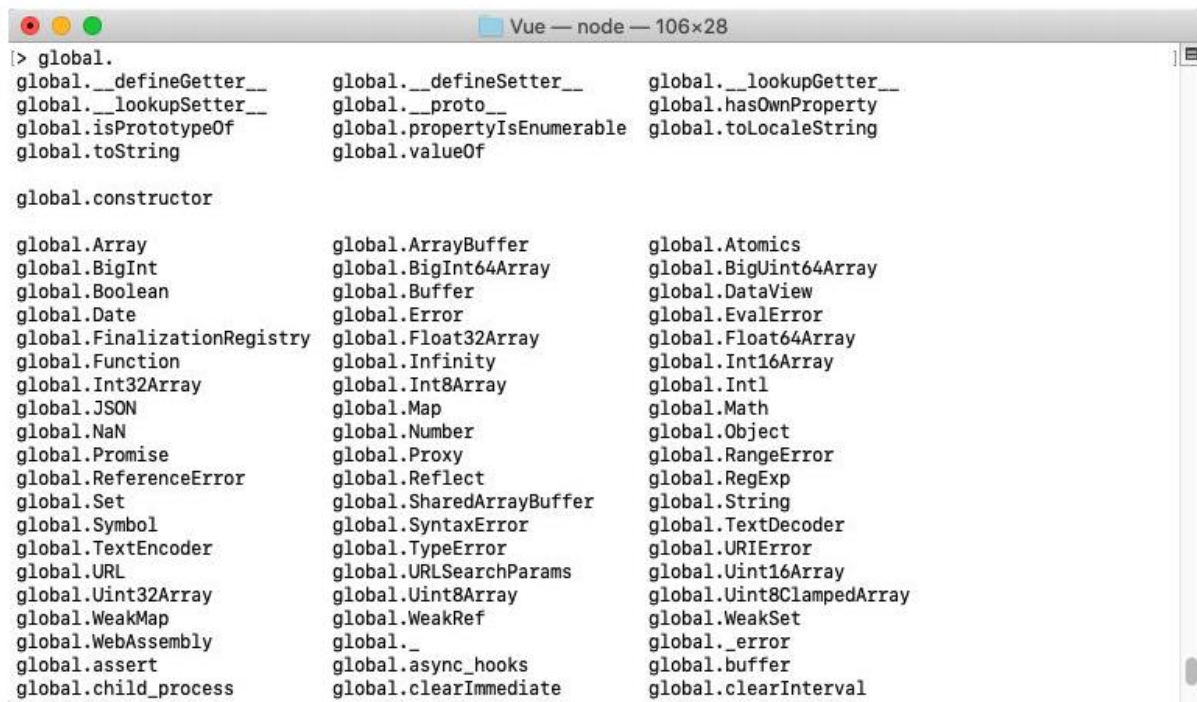 Vue — node — 106×28
[> global. ]
global.__defineGetter__ global.__defineSetter__ global.__lookupGetter__
global.__lookupSetter__ global.__proto__ global.hasOwnProperty
global.isPrototypeOf global.propertyIsEnumerable global.toLocaleString
global.toString global.valueOf
global.constructor
global.Array global.ArrayBuffer global.Atomics
global.BigInt global.BigInt64Array global.BigUint64Array
global.Boolean global.Buffer global.DataView
global.Date global.Error global.EvalError
global.FinalizationRegistry global.Float32Array global.Float64Array
global.Function global.Infinity global.Int16Array
global.Int32Array global.Int8Array global.Intl
global.JSON global.Map global.Math
global.NaN global.Number global.Object
global.Promise global.Proxy global.RangeError
global.ReferenceError global.Reflect global.RegExp
global.Set global.SharedArrayBuffer global.String
global.Symbol global.SyntaxError global.TextDecoder
global.TextEncoder global.TypeError global.URIError
global.URL global.URLSearchParams global.Uint16Array
global.Uint32Array global.Uint8Array global.Uint8ClampedArray
global.WeakMap global.WeakRef global.WeakSet
global.WebAssembly global._ global._error
global.assert global.async_hooks global.buffer
global.child_process global.clearImmediate global.clearInterval